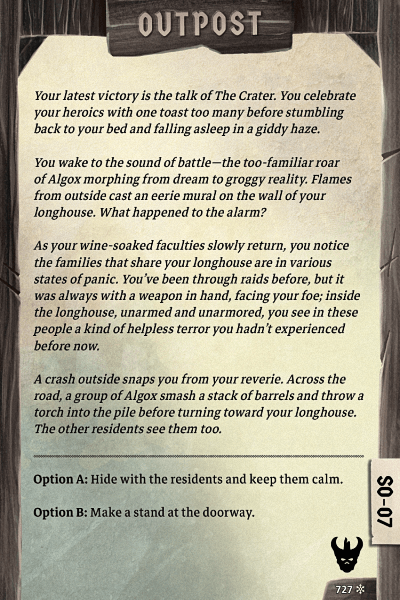 OUTPOST
Your latest victory is the talk of The Crater. You celebrate
your heroics with one toast too many before stumbling
back to your bed and falling asleep in a giddy haze.
You wake to the sound of battle—the too-familiar roar
of Algox morphing from dream to groggy reality. Flames
from outside cast an eerie mural on the wall of your
longhouse. What happened to the alarm?
As your wine-soaked faculties slowly return, you notice
the families that share your longhouse are in various
states of panic. You've been through raids before, but it
was always with a weapon in hand, facing your foe; inside
the longhouse, unarmed and unarmored, you see in these
people a kind of helpless terror you hadn't experienced
before now.
A crash outside snaps you from your reverie. Across the
road, a group of Algox smash a stack of barrels and throw a
torch into the pile before turning toward your longhouse.
The other residents see them too.
Option A: Hide with the residents and keep them calm.
Option B: Make a stand at the doorway.
SO-07
727